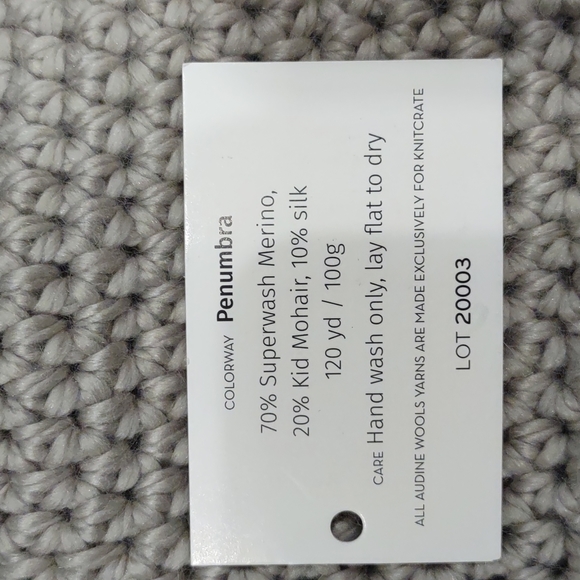 COLORWAY Penumbra
70% Superwash Merino,
20% Kid Mohair, 10% silk
120 yd / 100g
CARE Hand wash only, lay flat to dry
ALL AUDINE WOOLS YARNS ARE MADE EXCLUSIVELY FOR KNITCRATE
LOT 20003